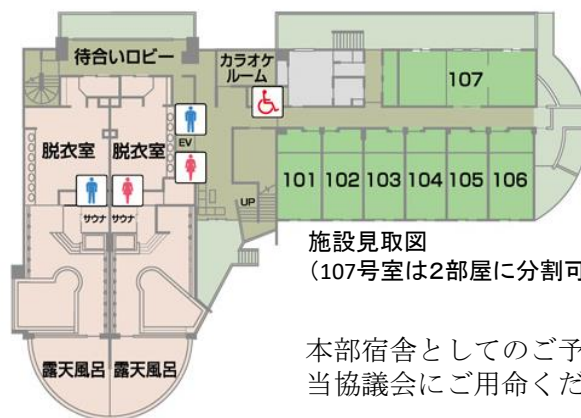 待合いロビー
カラオケ
ルーム
107
脱衣室
脱衣室
EV
101
102
103
104
105
106
サウナ
サウナ
UP
施設見取図
（107号室は２部屋に分割可
露天風呂
露天風呂
本部宿舎としてのご予
当協議会にご用命くだ